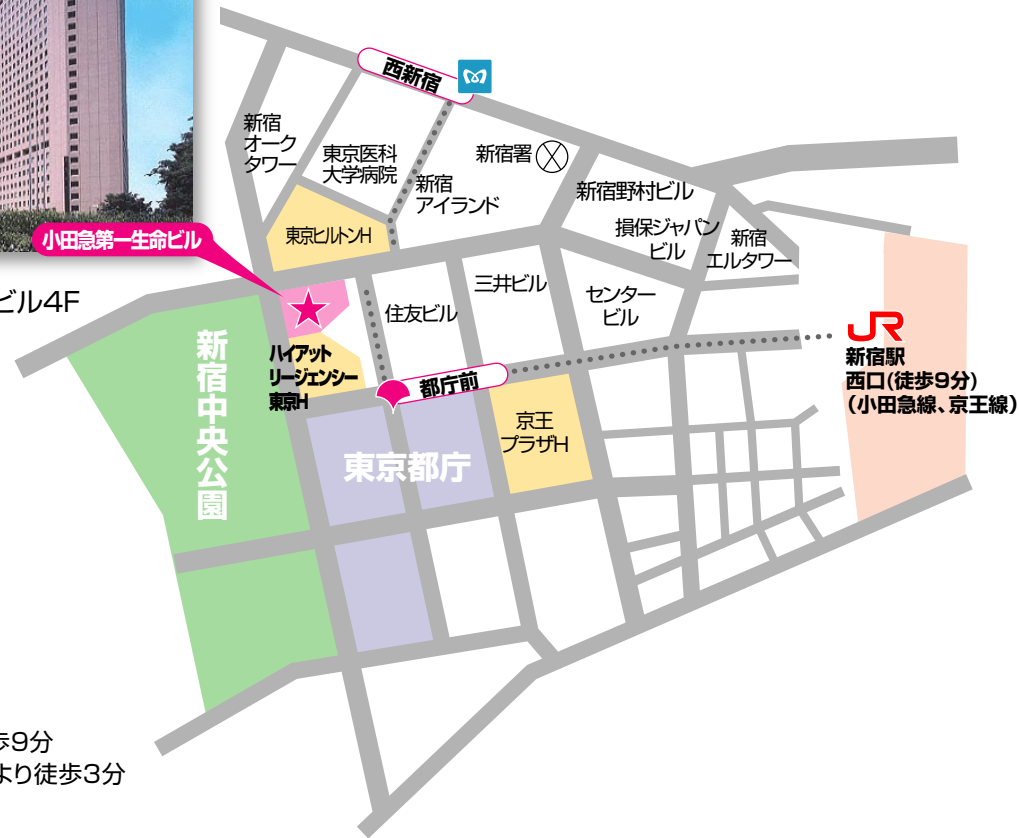 西新宿
新宿
オーク
タワー
東京医科
大学病院
新宿
アイランド
新宿署
新宿野村ビル
損保ジャパン
ビル
新宿
エルタワー
東京ヒルトンH
小田急第一生命ビル
ビル4F
三井ビル
センター
ビル
住友ビル
新宿中央公園
ハイアット
リージェンシー
東京H
都庁前
JR
新宿駅
西口(徒歩9分)
(小田急線、京王線)
京王
プラザH
東京都庁
歩9分
より徒歩3分